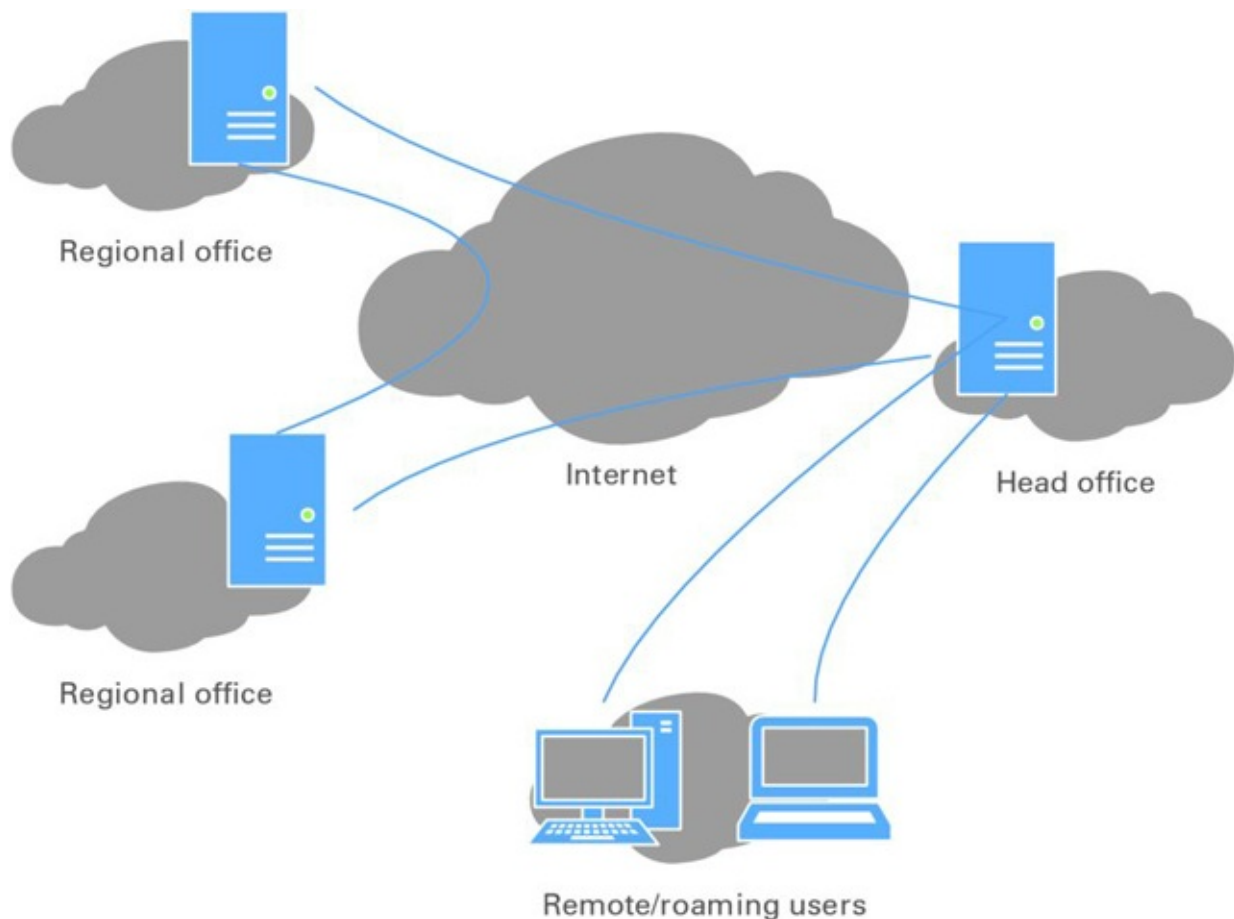 Regional office
Internet
Head office
Regional office
Remote/roaming users